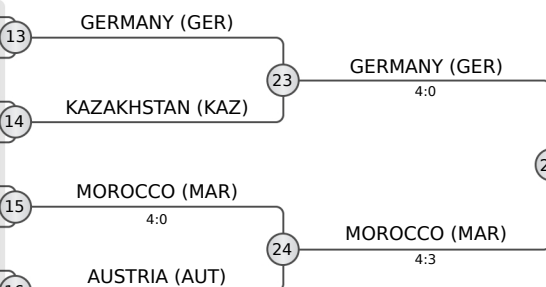 GERMANY (GER)
13
23
GERMANY (GER)
4:0
KAZAKHSTAN (KAZ)
14
MOROCCO (MAR)
15
4:0
24
MOROCCO (MAR)
4:3
AUSTRIA (AUT)